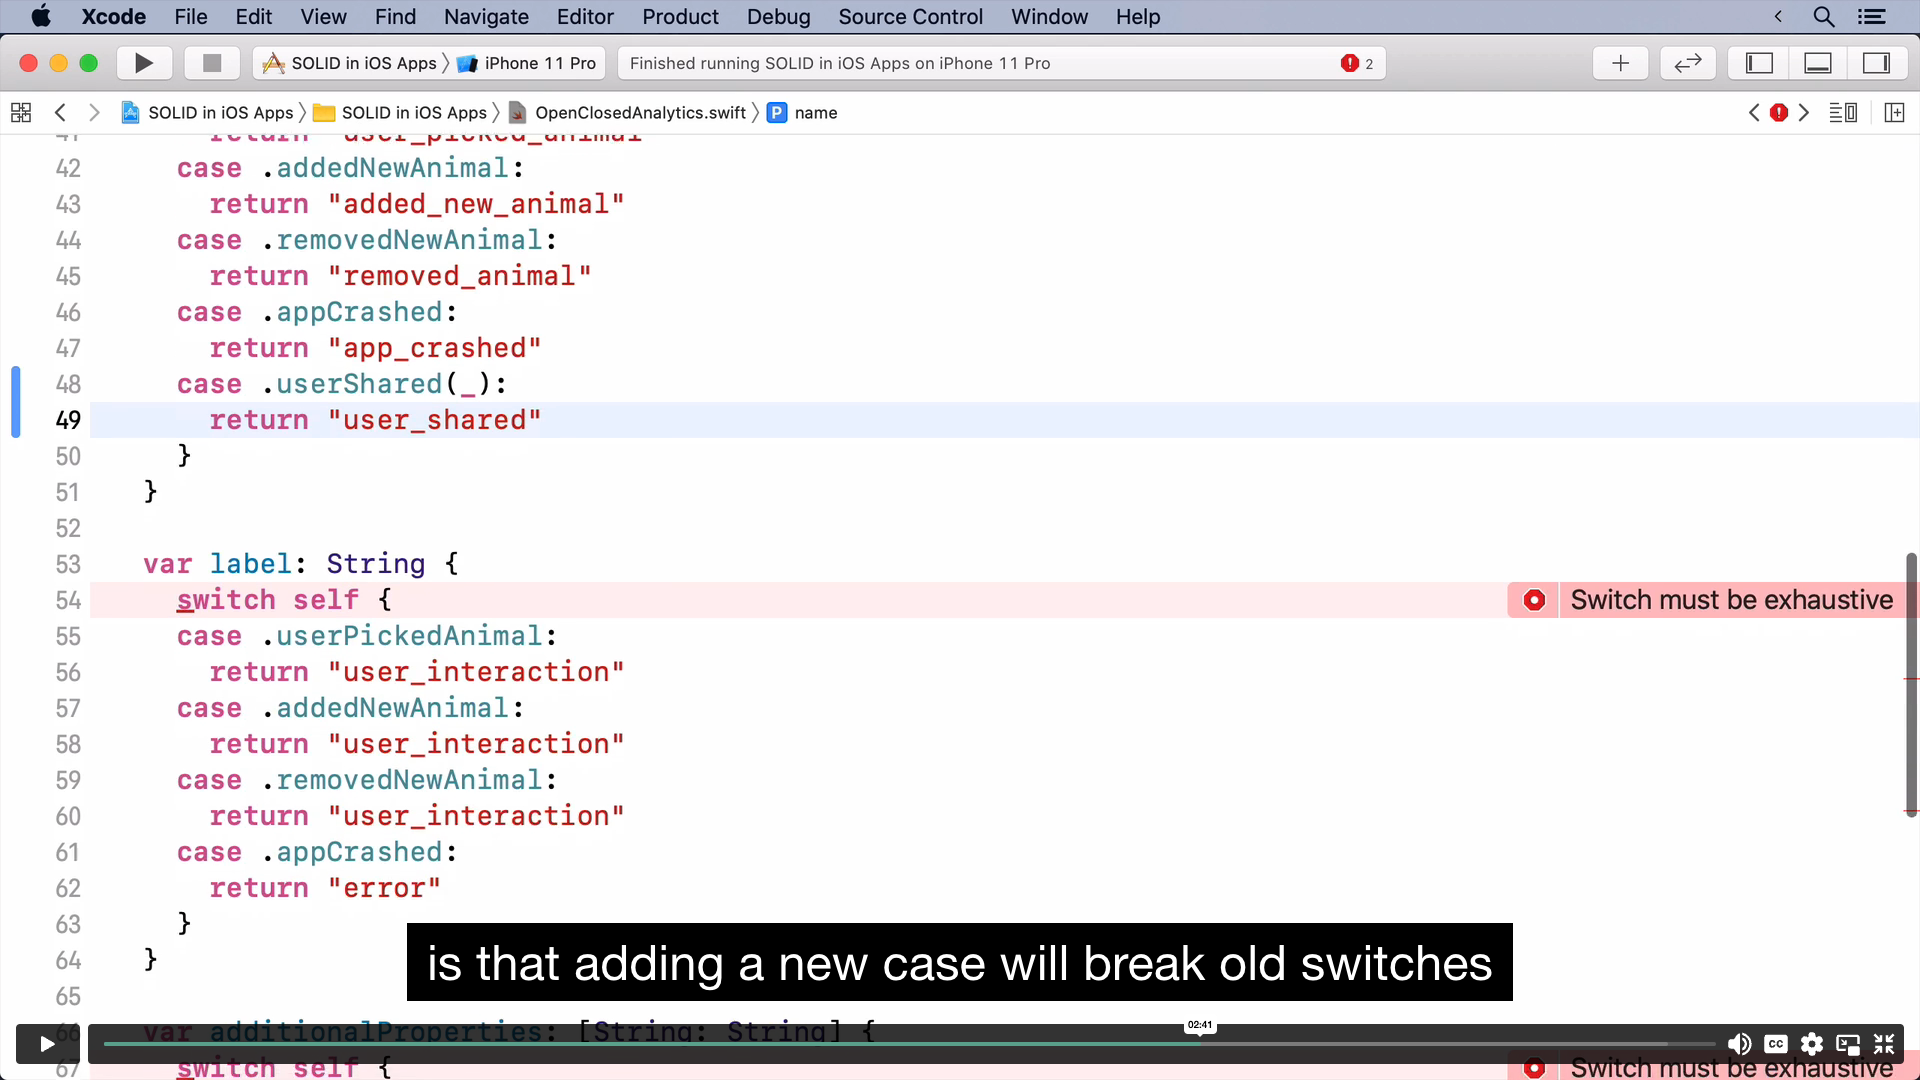 Xcode File Edit View Find Navigate Editor Product Debug Source Control Window Help
SOLID in iOS Apps iPhone 11 Pro Finished running SOLID in iOS Apps on iPhone 11 Pro 2
SOLID in iOS Apps SOLID in iOS Apps OpenClosedAnalytics.swift P name
41 return "user_picked_animal"
42 case .addedNewAnimal:
43 return "added_new_animal"
44 case .removedNewAnimal:
45 return "removed_animal"
46 case .appCrashed:
47 return "app_crashed"
48 case .userShared(_):
49 return "user_shared"
50 }
51 }
52
53 var label: String {
54 switch self { Switch must be exhaustive
55 case .userPickedAnimal:
56 return "user_interaction"
57 case .addedNewAnimal:
58 return "user_interaction"
59 case .removedNewAnimal:
60 return "user_interaction"
61 case .appCrashed:
62 return "error"
63 }
64 }
is that adding a new case will break old switches
65
66 var additionalProperties: [String: String] {
02:41
CC
67 switch self { Switch must be exhaustive